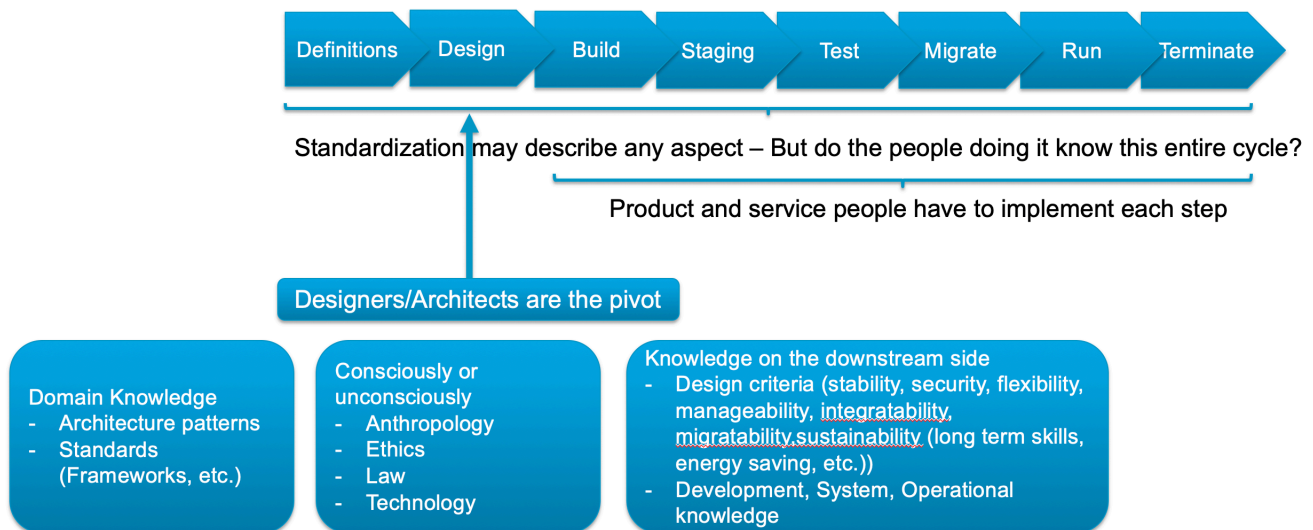 Definitions
Design
Build
Staging
Test
Migrate
Run
Terminate
Standardization may describe any aspect – But do the people doing it know this entire cycle?
Product and service people have to implement each step
Designers/Architects are the pivot
Domain Knowledge
- Architecture patterns
- Standards
(Frameworks, etc.)
Consciously or
unconsciously
- Anthropology
- Ethics
- Law
- Technology
Knowledge on the downstream side
- Design criteria (stability, security, flexibility,
manageability, integratability,
migratability,sustainability (long term skills,
energy saving, etc.))
- Development, System, Operational
knowledge